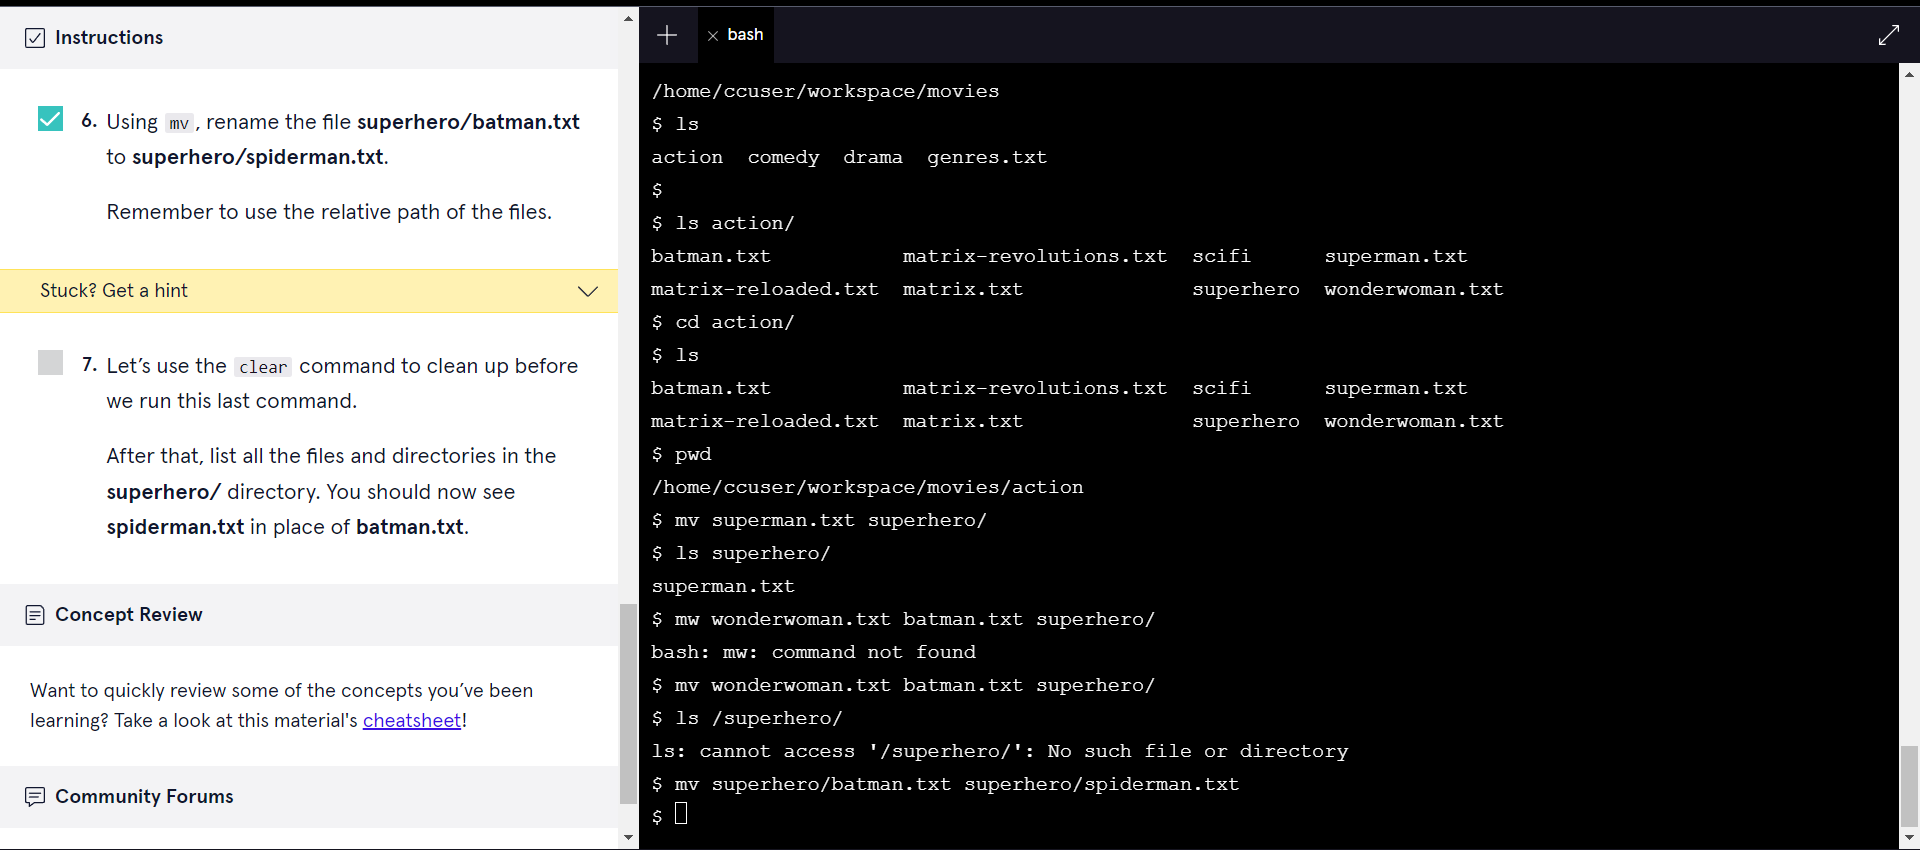 Instructions
6. Using mv, rename the file superhero/batman.txt
to superhero/spiderman.txt.
Remember to use the relative path of the files.
Stuck? Get a hint
7. Let’s use the clear command to clean up before
we run this last command.
After that, list all the files and directories in the
superhero/ directory. You should now see
spiderman.txt in place of batman.txt.
Concept Review
Want to quickly review some of the concepts you’ve been
learning? Take a look at this material's cheatsheet!
Community Forums
bash
/home/ccuser/workspace/movies
$ ls
action  comedy  drama  genres.txt
$
$ ls action/
batman.txt           matrix-revolutions.txt  scifi      superman.txt
matrix-reloaded.txt  matrix.txt              superhero  wonderwoman.txt
$ cd action/
$ ls
batman.txt           matrix-revolutions.txt  scifi      superman.txt
matrix-reloaded.txt  matrix.txt              superhero  wonderwoman.txt
$ pwd
/home/ccuser/workspace/movies/action
$ mv superman.txt superhero/
$ ls superhero/
superman.txt
$ mw wonderwoman.txt batman.txt superhero/
bash: mw: command not found
$ mv wonderwoman.txt batman.txt superhero/
$ ls /superhero/
ls: cannot access '/superhero/': No such file or directory
$ mv superhero/batman.txt superhero/spiderman.txt
$